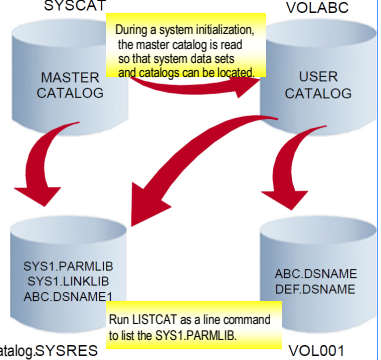 SYSCAT
VOLABC
During a system initialization,
the master catalog is read
so that system data sets
and catalogs can be located.
MASTER
CATALOG
USER
CATALOG
SYS1.PARMLIB
SYS1.LINKLIB
ABC.DSNAME1
ABC.DSNAME
DEF.DSNAME
Run LISTCAT as a line command
to list the SYS1.PARMLIB.
atalog.SYSRES
VOL001